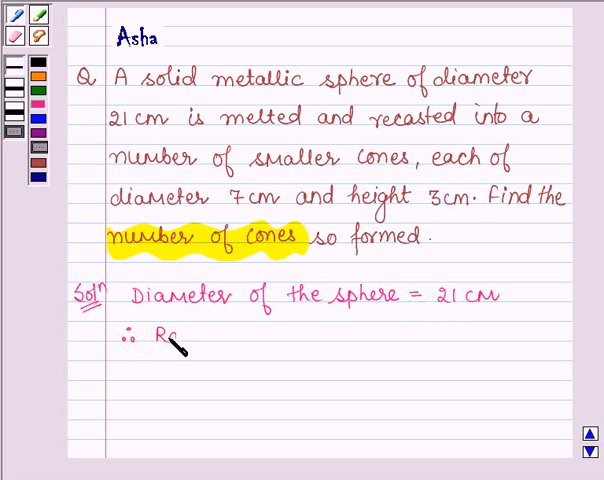 Asha
Q A solid metallic sphere of diameter
21 cm is melted and recasted into a
number of smaller cones, each of
diameter 7 cm and height 3 cm. Find the
number of cones so formed.
Solⁿ Diameter of the sphere = 21 cm
∴ Ra